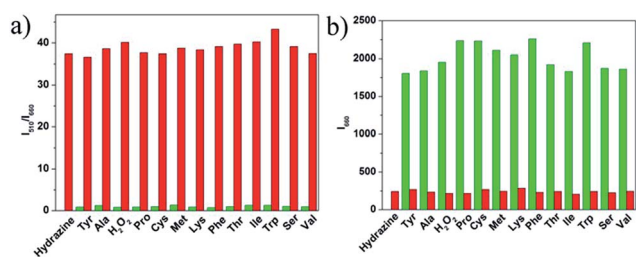 a)
I510/I660
40
30
20
10
0
Hydrazine
Tyr
Ala
H2O2
Pro
Cys
Met
Lys
Phe
Thr
Ile
Trp
Ser
Val
b)
I660
2500
2000
1500
1000
500
250
0
Hydrazine
Tyr
Ala
H2O2
Pro
Cys
Met
Lys
Phe
Thr
Ile
Trp
Ser
Val